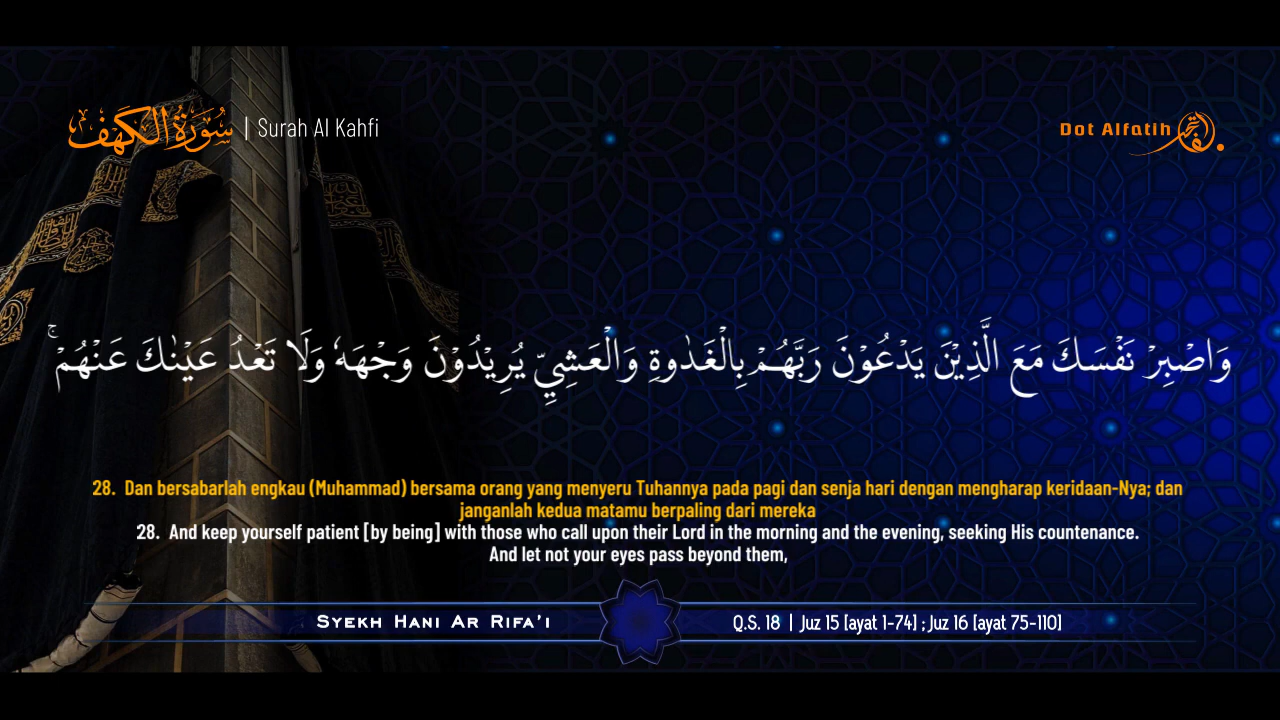 سُوْرَةُ الكَهْف | Surah Al Kahfi
Dot Alfatih
وَاصْبِرْ نَفْسَكَ مَعَ الَّذِيْنَ يَدْعُوْنَ رَبَّهُمْ بِالْغَدٰوةِ وَالْعَشِيِّ يُرِيْدُوْنَ وَجْهَهٗ وَلَا تَعْدُ عَيْنٰكَ عَنْهُمْۚ
28. Dan bersabarlah engkau (Muhammad) bersama orang yang menyeru Tuhannya pada pagi dan senja hari dengan mengharap keridaan-Nya; dan
janganlah kedua matamu berpaling dari mereka
28. And keep yourself patient [by being] with those who call upon their Lord in the morning and the evening, seeking His countenance.
And let not your eyes pass beyond them,
Syekh Hani Ar Rifa'i
Q.S. 18 | Juz 15 [ayat 1-74] ; Juz 16 [ayat 75-110]